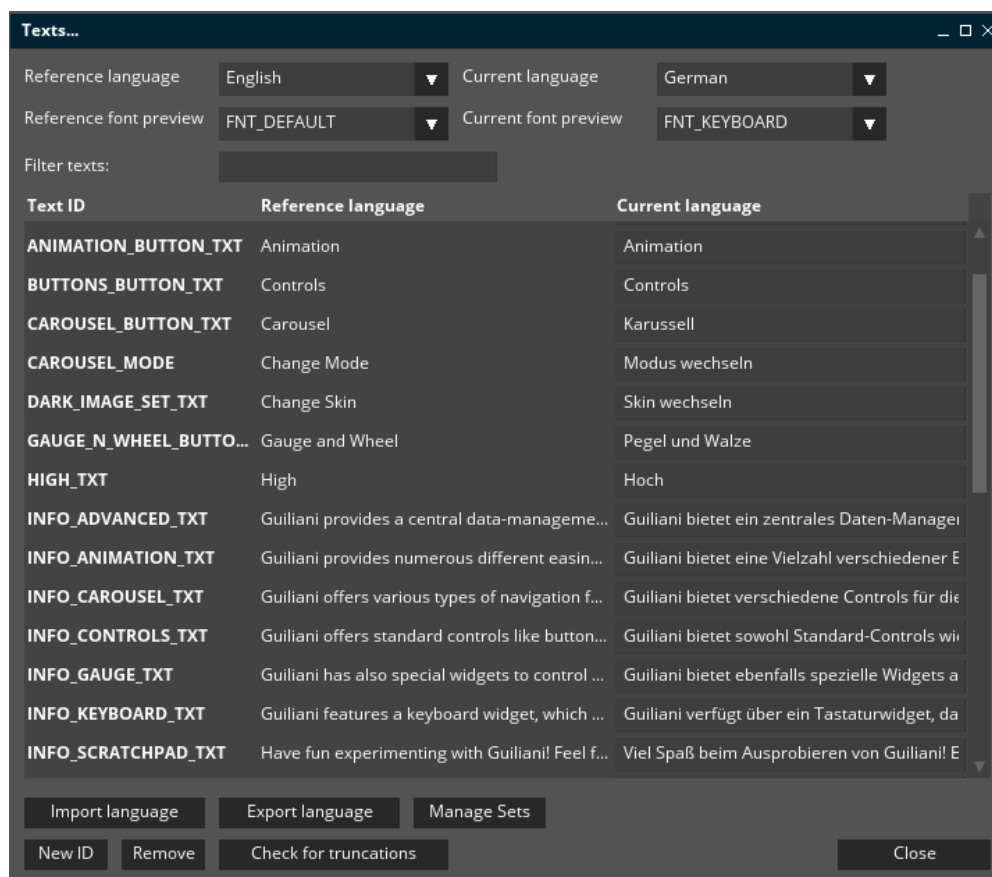 Texts...
Reference language English Current language German
Reference font preview FNT_DEFAULT Current font preview FNT_KEYBOARD
Filter texts:
Text ID Reference language Current language
ANIMATION_BUTTON_TXT Animation Animation
BUTTONS_BUTTON_TXT Controls Controls
CAROUSEL_BUTTON_TXT Carousel Karussell
CAROUSEL_MODE Change Mode Modus wechseln
DARK_IMAGE_SET_TXT Change Skin Skin wechseln
GAUGE_N_WHEEL_BUTTO... Gauge and Wheel Pegel und Walze
HIGH_TXT High Hoch
INFO_ADVANCED_TXT Guiliani provides a central data-manageme... Guiliani bietet ein zentrales Daten-Manager
INFO_ANIMATION_TXT Guiliani provides numerous different easin... Guiliani bietet eine Vielzahl verschiedener E
INFO_CAROUSEL_TXT Guiliani offers various types of navigation f... Guiliani bietet verschiedene Controls für die
INFO_CONTROLS_TXT Guiliani offers standard controls like button... Guiliani bietet sowohl Standard-Controls wie
INFO_GAUGE_TXT Guiliani has also special widgets to control ... Guiliani bietet ebenfalls spezielle Widgets a
INFO_KEYBOARD_TXT Guiliani features a keyboard widget, which ... Guiliani verfügt über ein Tastaturwidget, da
INFO_SCRATCHPAD_TXT Have fun experimenting with Guiliani! Feel f... Viel Spaß beim Ausprobieren von Guiliani! E
Import language Export language Manage Sets
New ID Remove Check for truncations Close